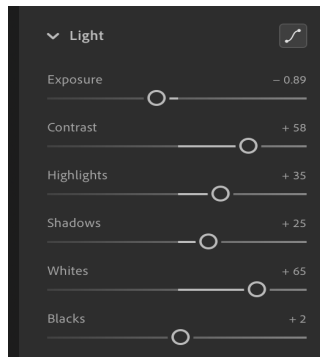 Light
Exposure − 0.89
Contrast + 58
Highlights + 35
Shadows + 25
Whites + 65
Blacks + 2